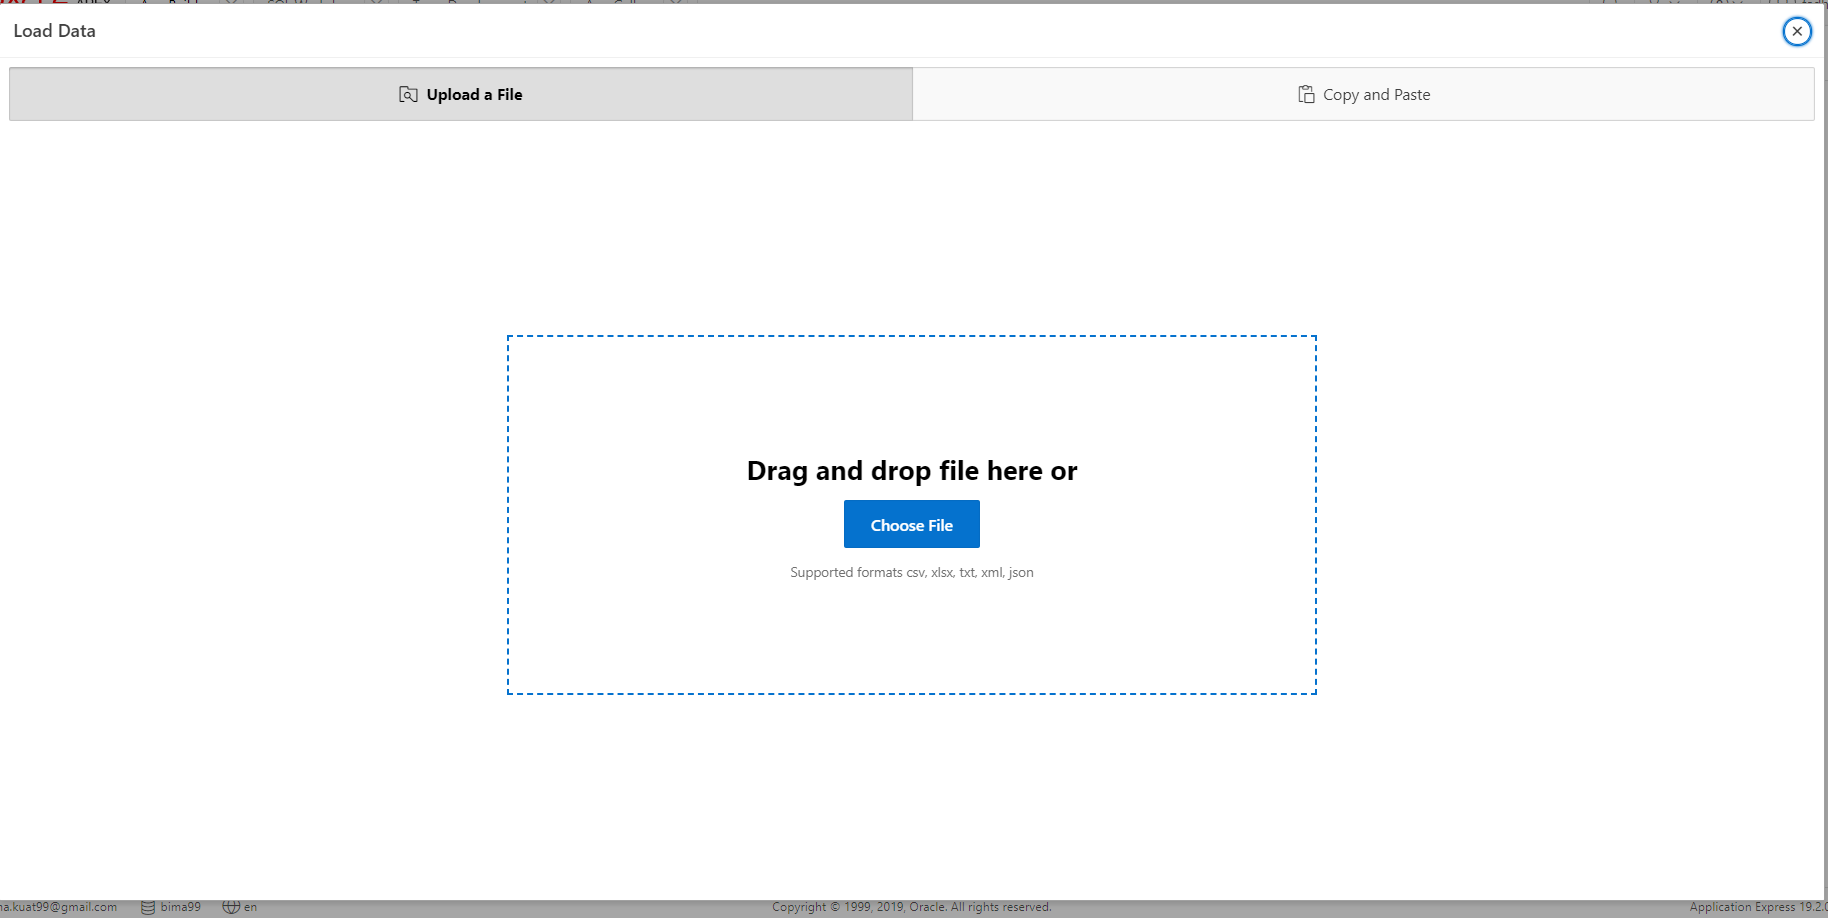 Load Data
Upload a File
Copy and Paste
Drag and drop file here or
Choose File
Supported formats csv, xlsx, txt, xml, json
na.kuat99@gmail.com bima99 en
Copyright © 1999, 2019, Oracle. All rights reserved.
Application Express 19.2.0